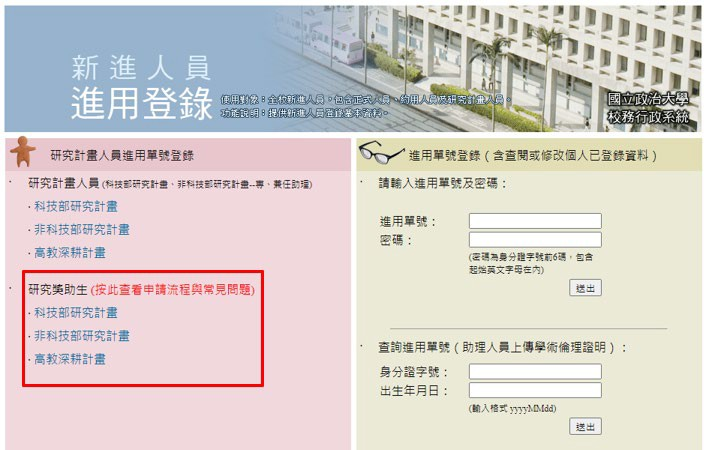 新進人員
進用登錄
使用對象：全校新進人員，包含正式人員、約用人員及研究計畫人員。
功能說明：提供新進人員登錄基本資料。
國立政治大學
校務行政系統
研究計畫人員進用單號登錄
· 研究計畫人員 (科技部研究計畫、非科技部研究計畫--專、兼任助理)
· 科技部研究計畫
· 非科技部研究計畫
· 高教深耕計畫
· 研究獎助生 (按此查看申請流程與常見問題)
· 科技部研究計畫
· 非科技部研究計畫
· 高教深耕計畫
進用單號登錄（含查閱或修改個人已登錄資料）
· 請輸入進用單號及密碼：
進用單號：
密碼：
(密碼為身分證字號前6碼，包含
起始英文字母在內)
送出
· 查詢進用單號（助理人員上傳學術倫理證明）：
身分證字號：
出生年月日：
(輸入格式 yyyyMMdd)
送出